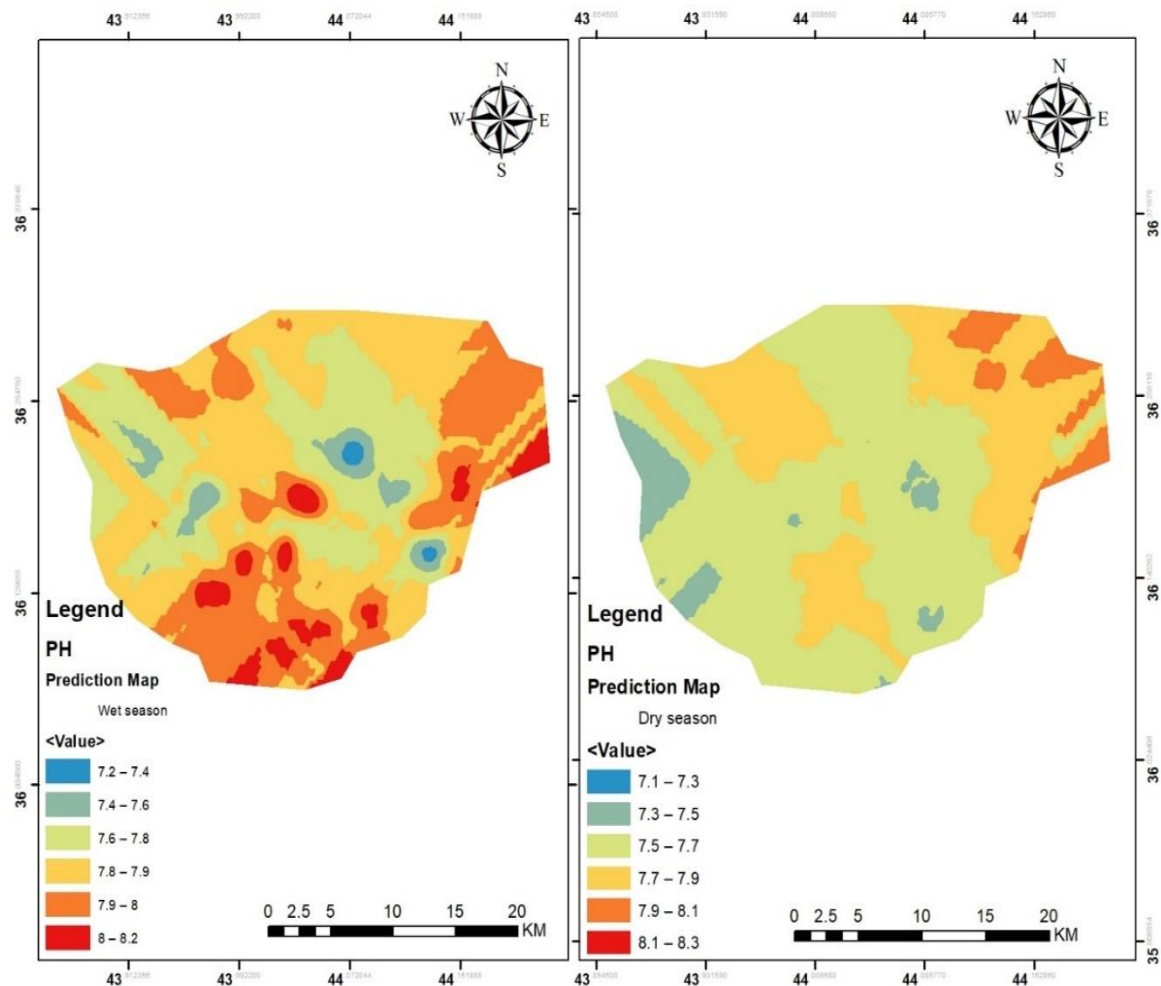 43 43 44 44
43 43 44 44 44
N
W E
S
N
W E
S
36
36
36
36
36
36
36
36
35
Legend
PH
Prediction Map
Wet season
<Value>
7.2 – 7.4
7.4 – 7.6
7.6 – 7.8
7.8 – 7.9
7.9 – 8
8 – 8.2
0 2.5 5 10 15 20
KM
Legend
PH
Prediction Map
Dry season
<Value>
7.1 – 7.3
7.3 – 7.5
7.5 – 7.7
7.7 – 7.9
7.9 – 8.1
8.1 – 8.3
0 2.5 5 10 15 20
KM
43 43 44 44
43 43 44 44 44